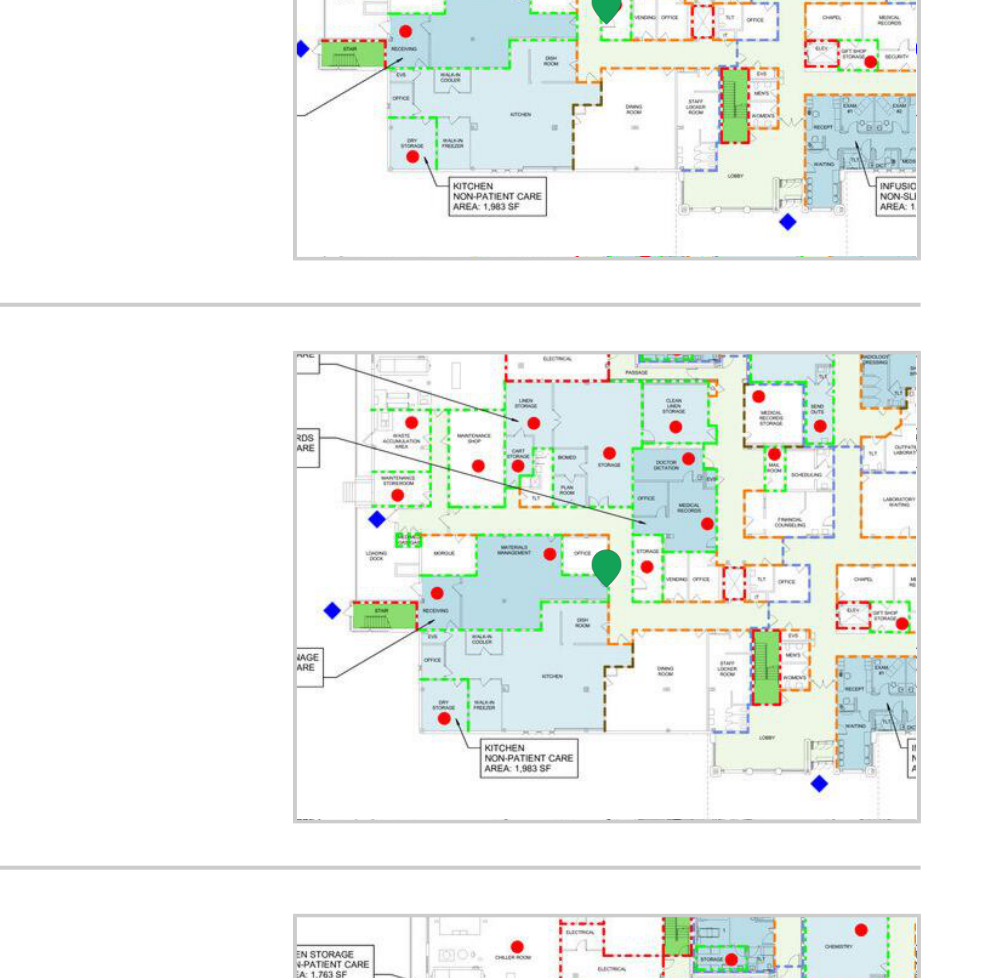 VENDING
OFFICE
TLT
OFFICE
CHAPEL
MEDICAL
RECORDS
STAIR
RECEIVING
ELEV.
GIFT SHOP
STORAGE
SECURITY
DISH
ROOM
EVS
WALK-IN
COOLER
OFFICE
KITCHEN
DINING
ROOM
STAFF
LOCKER
ROOM
EVS
MEN'S
WOMEN'S
EXAM
#1
EXAM
#2
RECEPT
DRY
STORAGE
WALK-IN
FREEZER
WAITING
TLT
LOBBY
KITCHEN
NON-PATIENT CARE
AREA: 1,983 SF
INFUSIO
NON-SL
AREA: 1
ELECTRICAL
PASSAGE
RADIOLOGY
DRESSING
ARE
TLT
LINEN
STORAGE
CLEAN
LINEN
STORAGE
MEDICAL
RECORDS
STORAGE
SEND
OUTS
RDS
ARE
WASTE
ACCUMULATION
AREA
MAINTENANCE
SHOP
CART
STORAGE
BIOMED
STORAGE
DOCTOR
DICTATION
MAIL
ROOM
SCHEDULING
TLT
MAINTENANCE
STOREROOM
TLT
PLAN
ROOM
OFFICE
MEDICAL
RECORDS
FINANCIAL
COUNSELING
LABORATORY
WAITING
LOADING
DOCK
MORGUE
MATERIALS
MANAGEMENT
OFFICE
STORAGE
VENDING
OFFICE
TLT
OFFICE
CHAPEL
STAIR
RECEIVING
ELEV.
GIFT SHOP
STORAGE
DISH
ROOM
EVS
WALK-IN
COOLER
OFFICE
KITCHEN
DINING
ROOM
STAFF
LOCKER
ROOM
EVS
MEN'S
WOMEN'S
EXAM
#1
RECEPT
NAGE
ARE
DRY
STORAGE
WALK-IN
FREEZER
WAITING
TLT
LOBBY
KITCHEN
NON-PATIENT CARE
AREA: 1,983 SF
ELECTRICAL
CHILLER ROOM
STORAGE
CHEMISTRY
EN STORAGE
N-PATIENT CARE
EA: 1,763 SF
ELECTRICAL